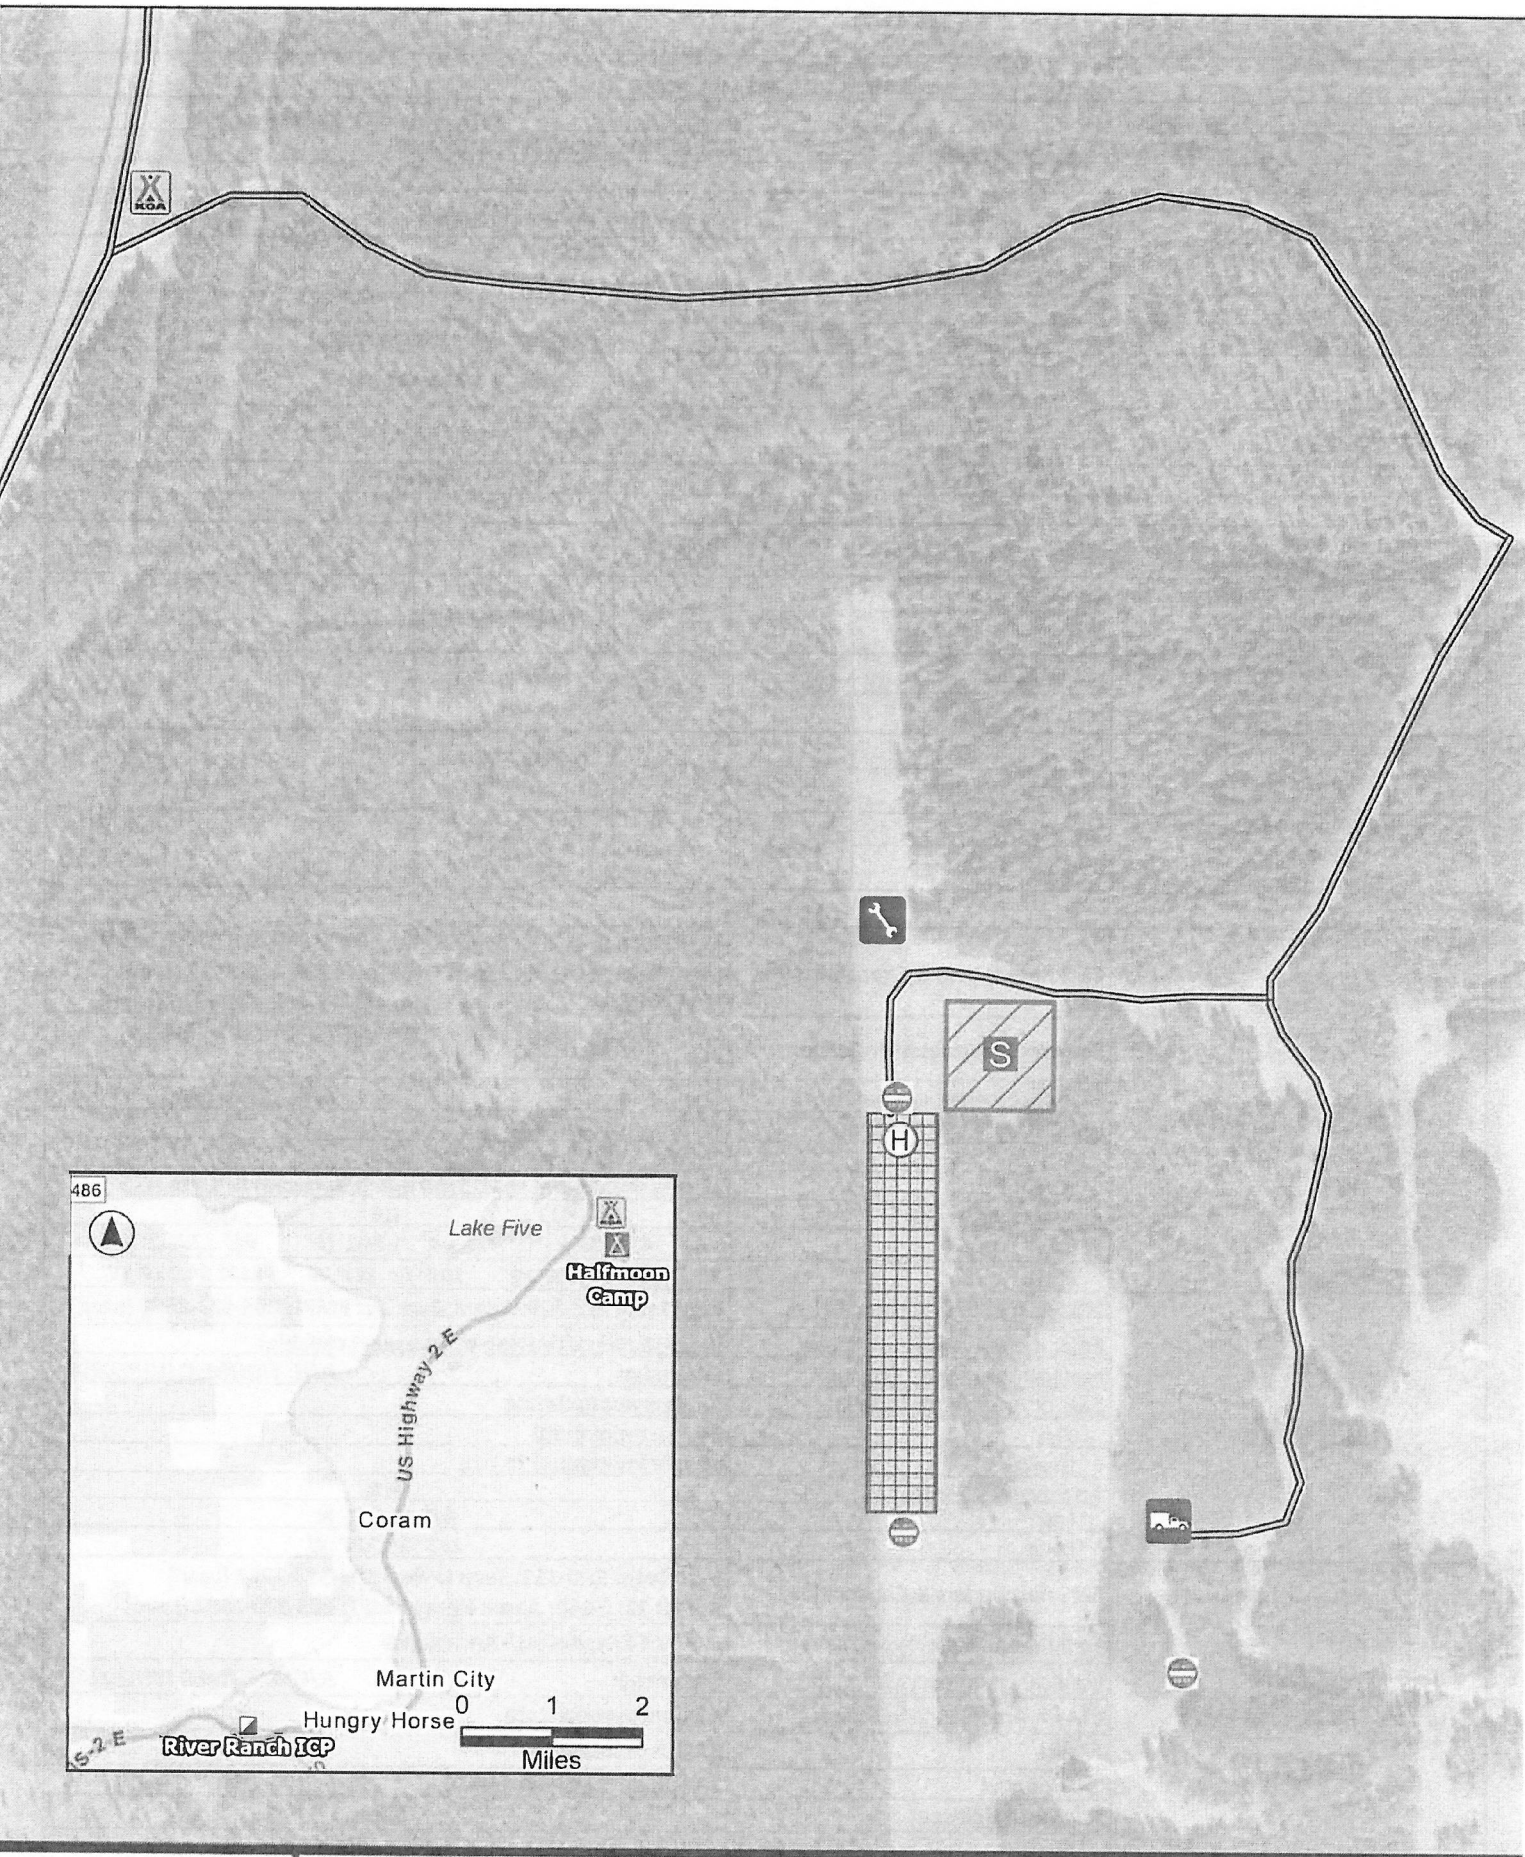 KOA
S
H
486
Lake Five
Halfmoon
Camp
US Highway 2 E
Coram
Martin City
0 1 2
Hungry Horse
Miles
River Ranch ICP
US-2 E